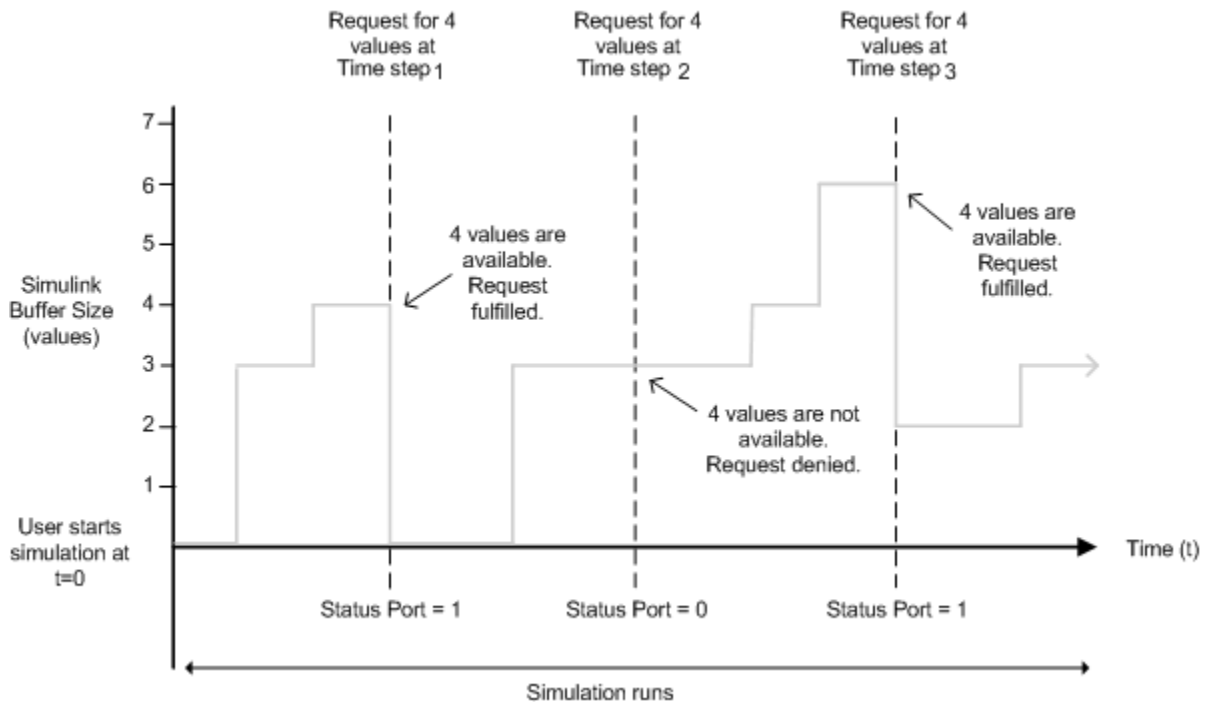 Request for 4
values at
Time step 1
Request for 4
values at
Time step 2
Request for 4
values at
Time step 3
7
6
5
4
3
2
1
Simulink
Buffer Size
(values)
4 values are
available.
Request
fulfilled.
4 values are not
available.
Request denied.
4 values are
available.
Request
fulfilled.
User starts
simulation at
t=0
Time (t)
Status Port = 1
Status Port = 0
Status Port = 1
Simulation runs